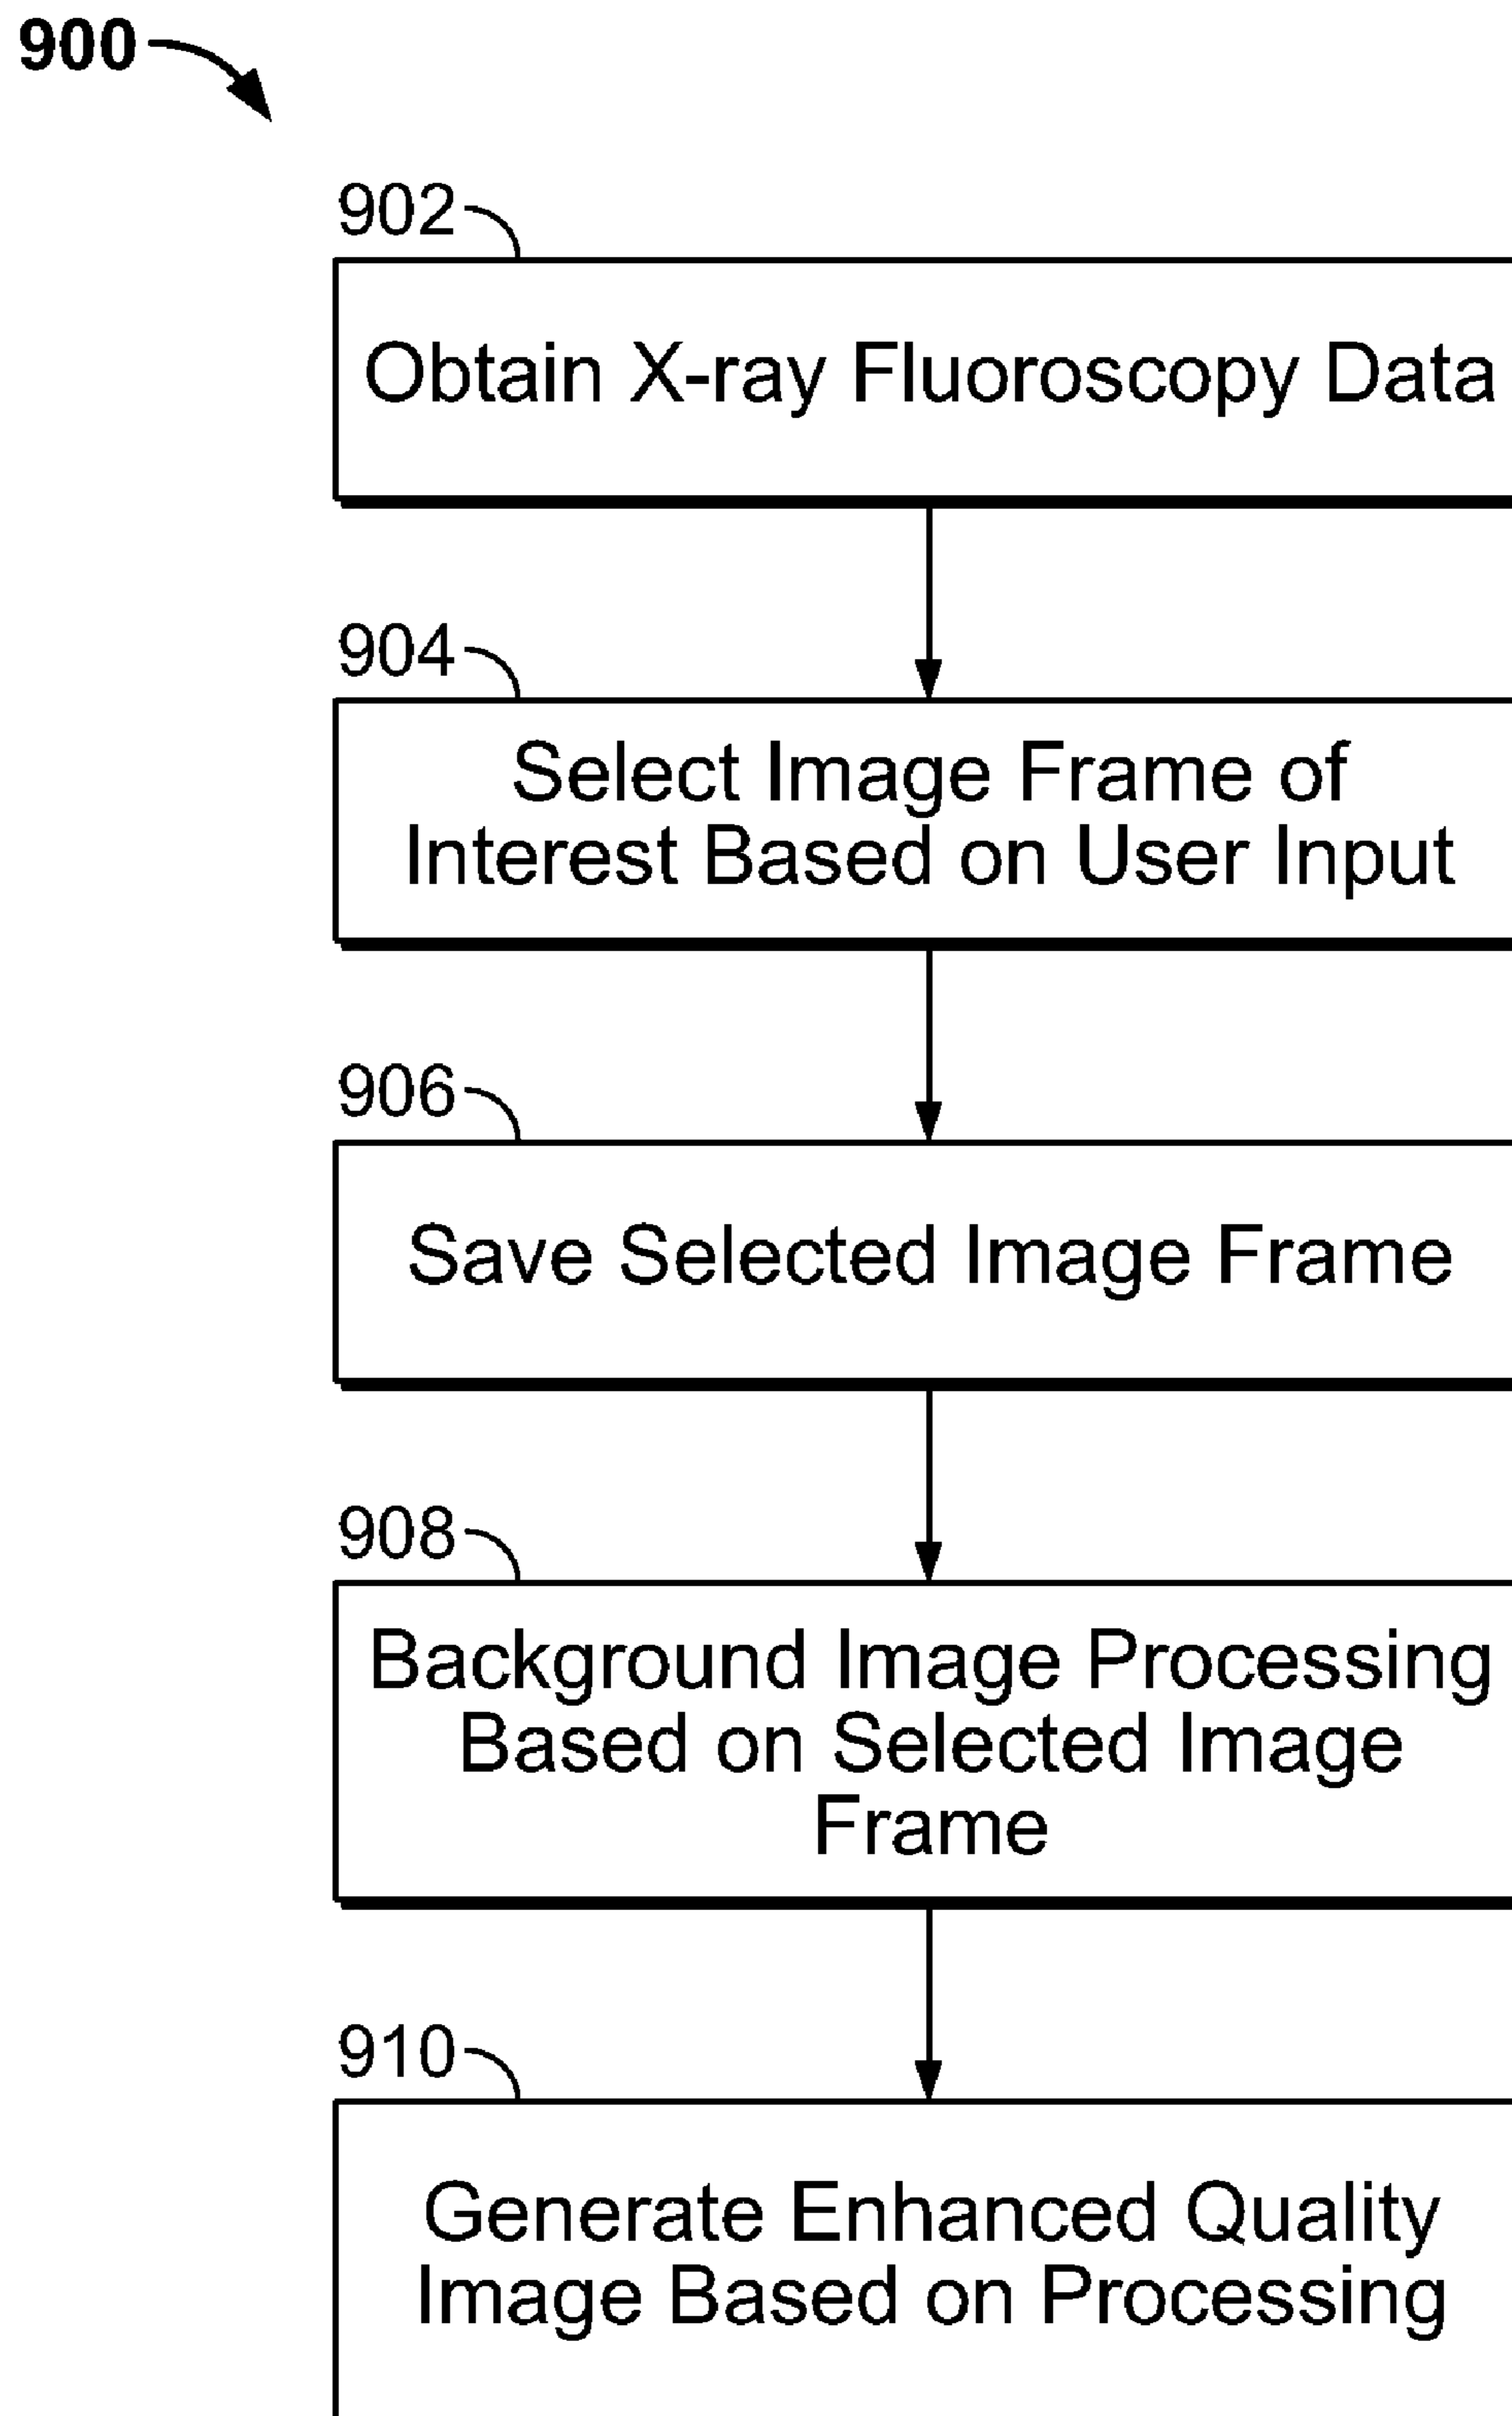 900
902
Obtain X-ray Fluoroscopy Data
904
Select Image Frame of
Interest Based on User Input
906
Save Selected Image Frame
908
Background Image Processing
Based on Selected Image
Frame
910
Generate Enhanced Quality
Image Based on Processing